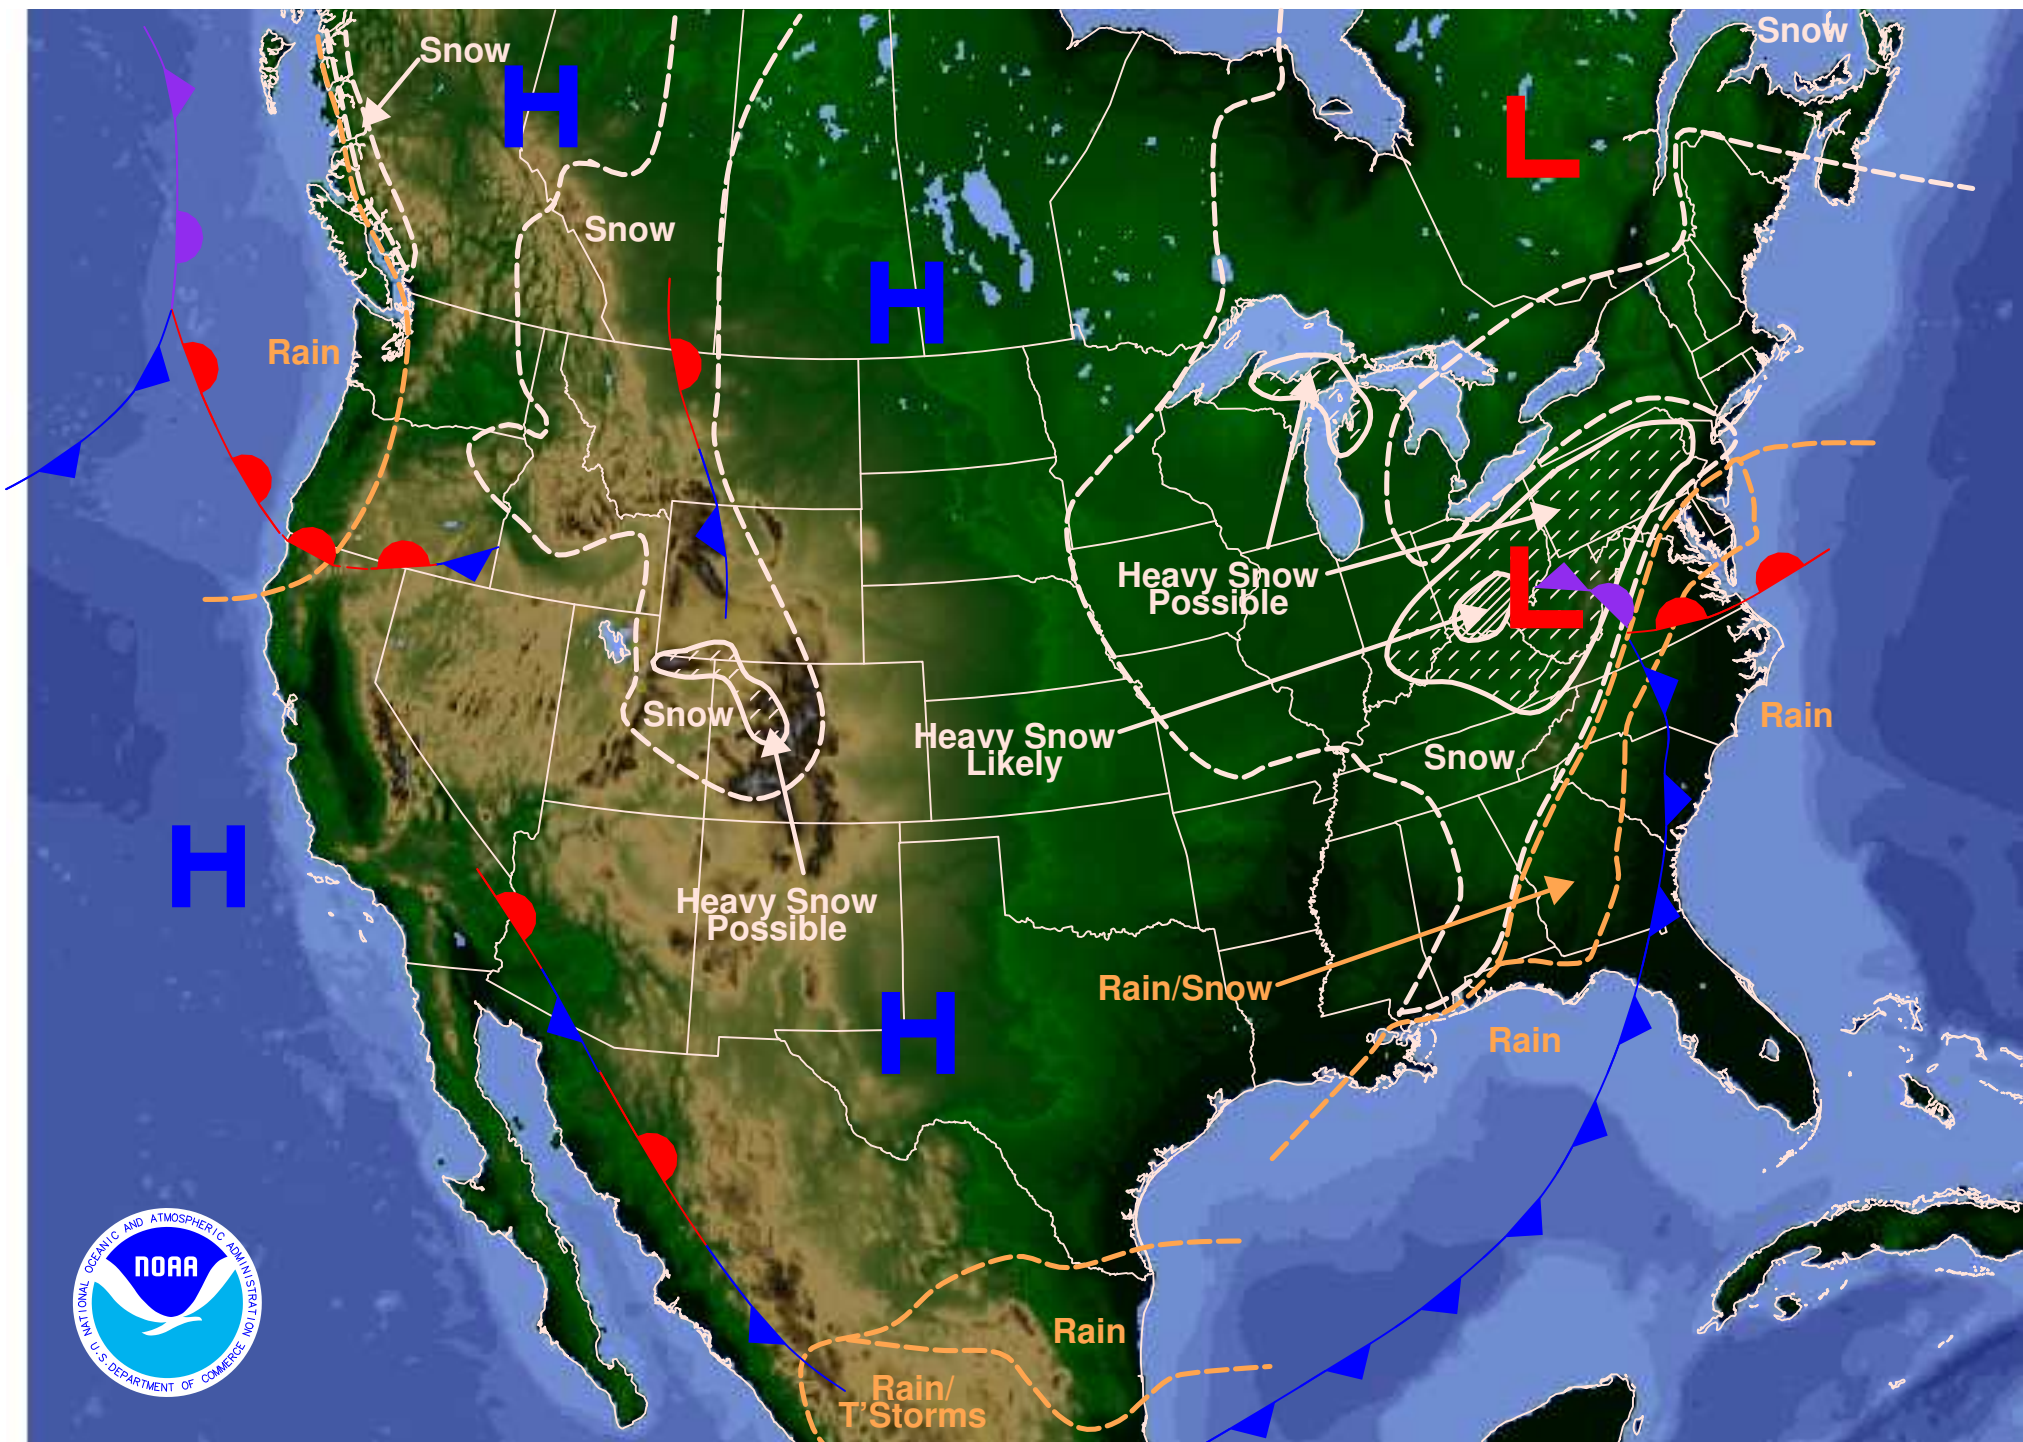 Snow
Snow
H
L
Snow
H
Rain
Heavy Snow
Possible
L
Snow
Rain
Heavy Snow
Likely
Snow
H
Heavy Snow
Possible
Rain/Snow
H
Rain
NATIONAL OCEANIC AND ATMOSPHERIC ADMINISTRATION
NOAA
U.S. DEPARTMENT OF COMMERCE
Rain
Rain/
T'Storms